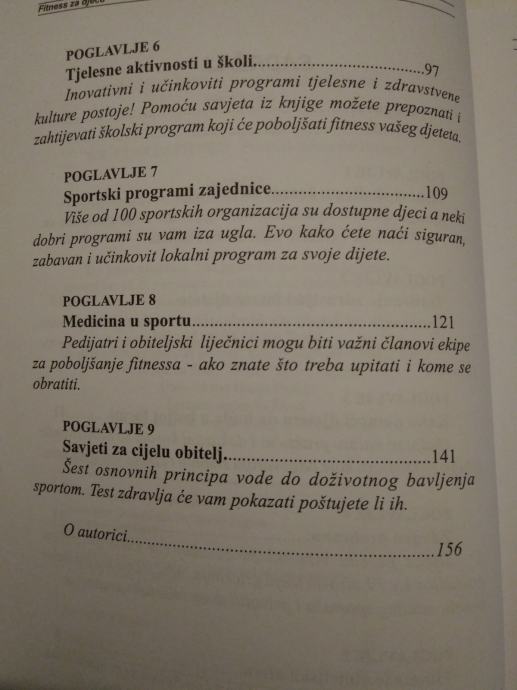 Fitness za djecu
POGLAVLJE 6
Tjelesne aktivnosti u školi..................................97
Inovativni i učinkoviti programi tjelesne i zdravstvene
kulture postoje! Pomoću savjeta iz knjige možete prepoznati i
zahtijevati školski program koji će poboljšati fitness vašeg djeteta.
POGLAVLJE 7
Sportski programi zajednice..............................109
Više od 100 sportskih organizacija su dostupne djeci a neki
dobri programi su vam iza ugla. Evo kako ćete naći siguran,
zabavan i učinkovit lokalni program za svoje dijete.
POGLAVLJE 8
Medicina u sportu...............................................121
Pedijatri i obiteljski liječnici mogu biti važni članovi ekipe
za poboljšanje fitnessa - ako znate što treba upitati i kome se
obratiti.
POGLAVLJE 9
Savjeti za cijelu obitelj.........................................141
Šest osnovnih principa vode do doživotnog bavljenja
sportom. Test zdravlja će vam pokazati poštujete li ih.
O autorici............................................................156